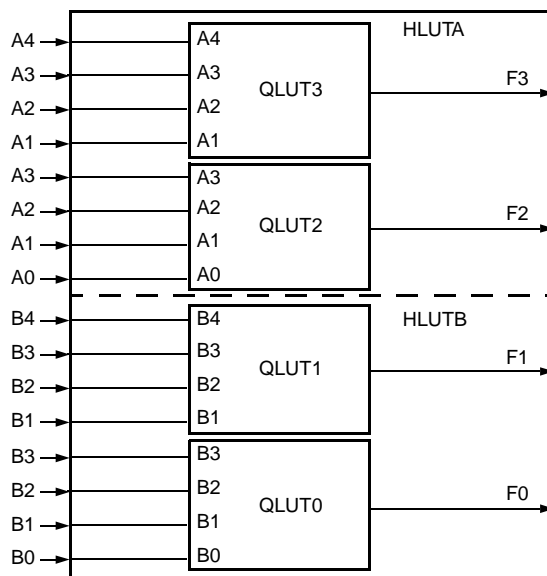 HLUTA
A4 A4
A3 A3 QLUT3 F3
A2 A2
A1 A1
A3 A3
A2 A2 QLUT2 F2
A1 A1
A0 A0
B4 B4 HLUTB
B3 B3 QLUT1 F1
B2 B2
B1 B1
B3 B3
B2 B2 QLUT0 F0
B1 B1
B0 B0